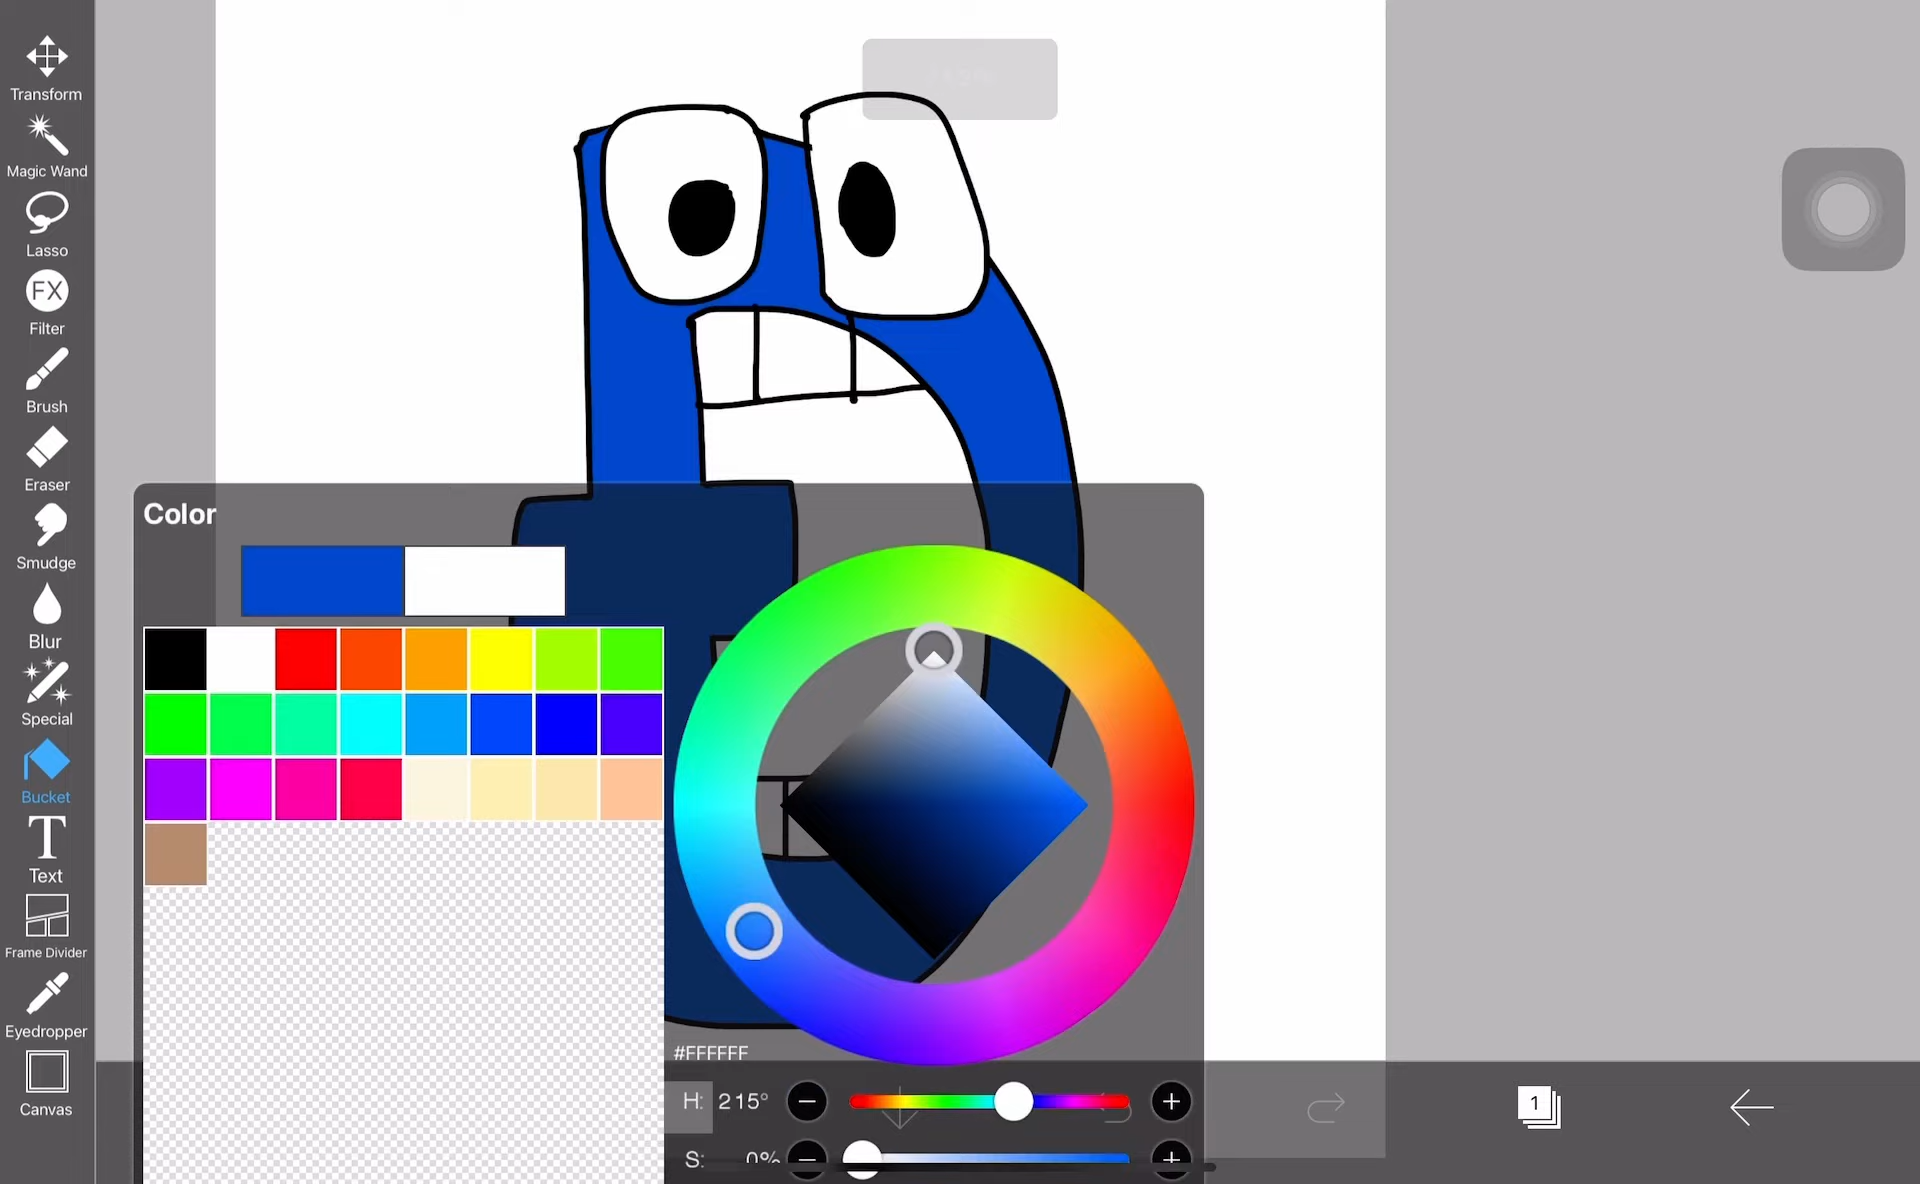 Transform
Magic Wand
Lasso
FX
Filter
Brush
Eraser
Smudge
Blur
Special
Bucket
T
Text
Frame Divider
Eyedropper
Canvas
Color
#FFFFFF
H: 215°
S: 0%
1